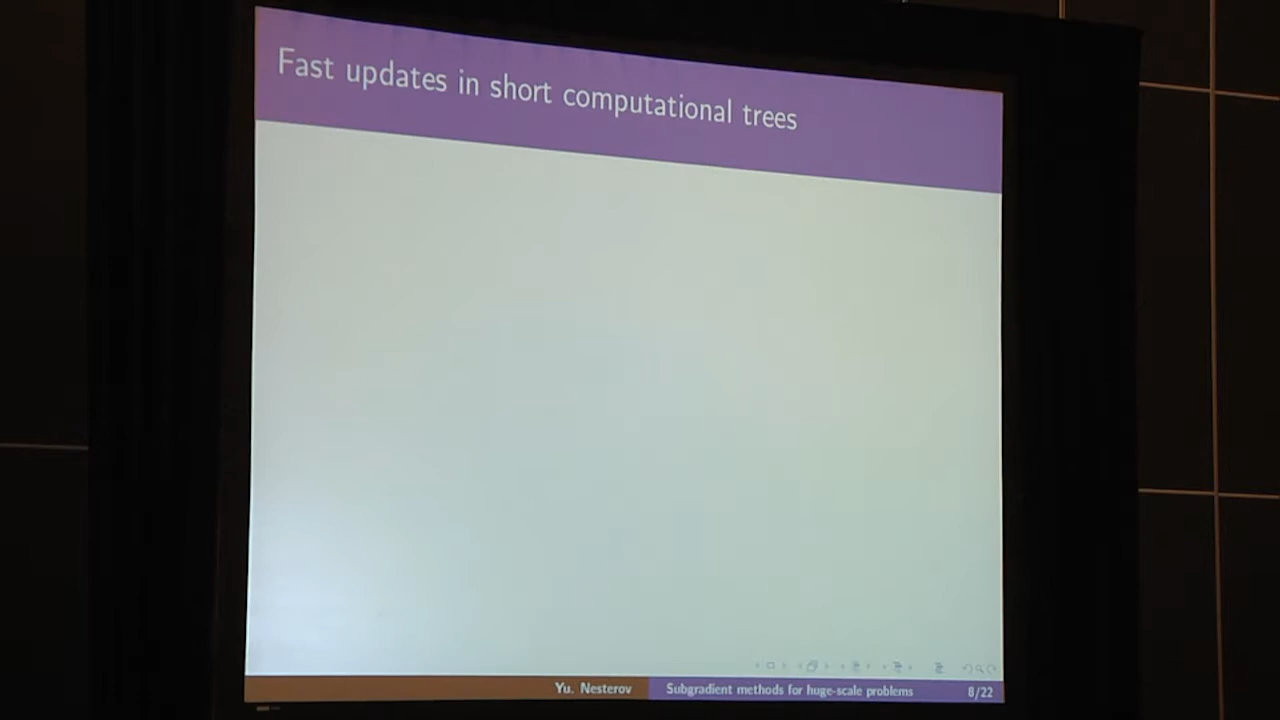 Fast updates in short computational trees
Yu. Nesterov
Subgradient methods for huge-scale problems
8/22